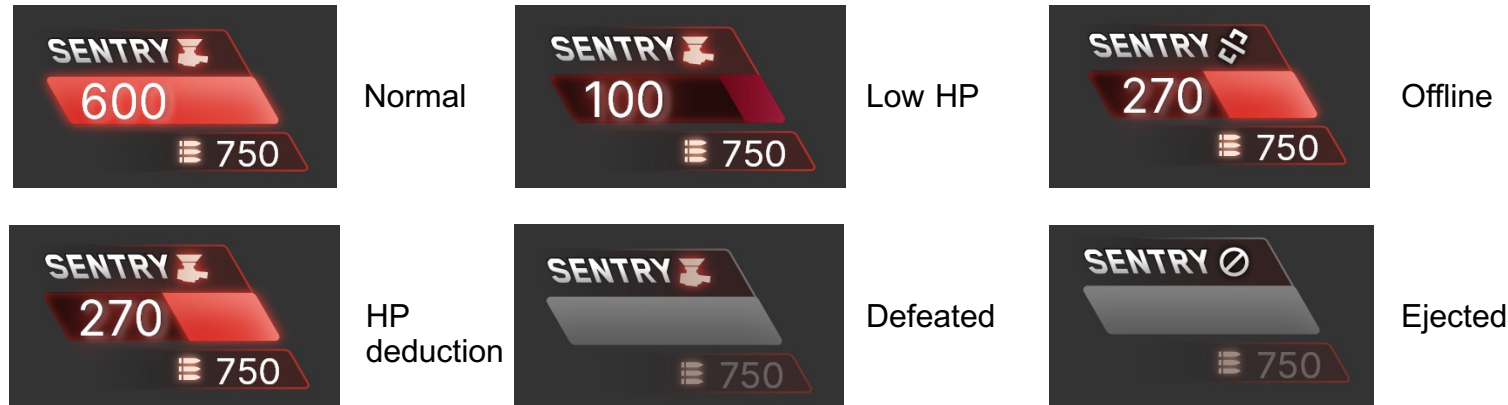 SENTRY
600
750
Normal
SENTRY
100
750
Low HP
SENTRY
270
750
Offline
SENTRY
270
750
HP
deduction
SENTRY
750
Defeated
SENTRY
750
Ejected